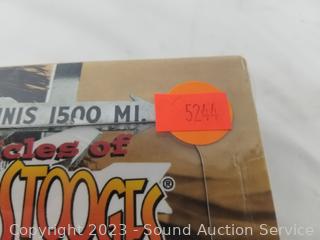 NIS 1500 MI.
5244
cles of
STOOGES®
Copyright 2023 - Sound Auction Service